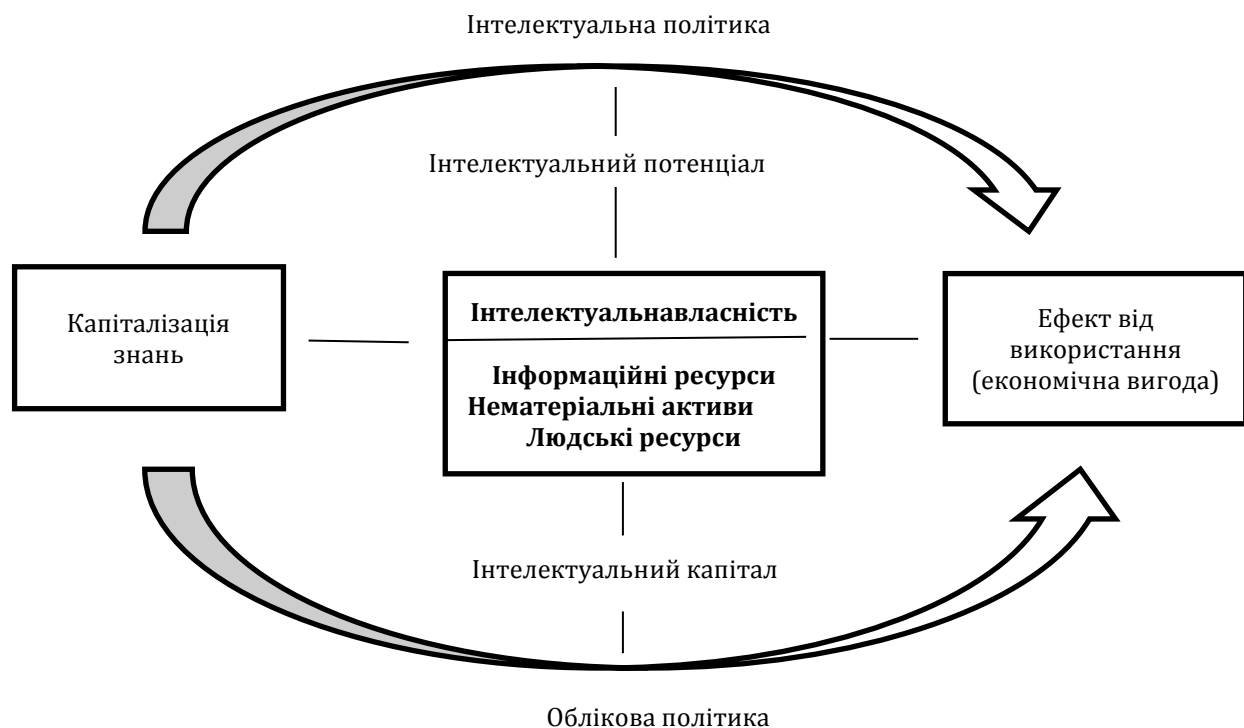 Інтелектуальна політика
Інтелектуальний потенціал
Капіталізація
знань
Інтелектуальнавласність
Інформаційні ресурси
Нематеріальні активи
Людські ресурси
Ефект від
використання
(економічна вигода)
Інтелектуальний капітал
Облікова політика